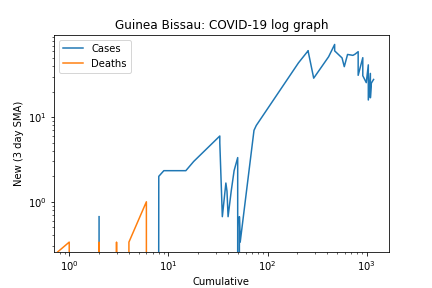 Guinea Bissau: COVID-19 log graph
Cases
Deaths
New (3 day SMA)
10¹
10⁰
10⁰ 10¹ 10² 10³
Cumulative